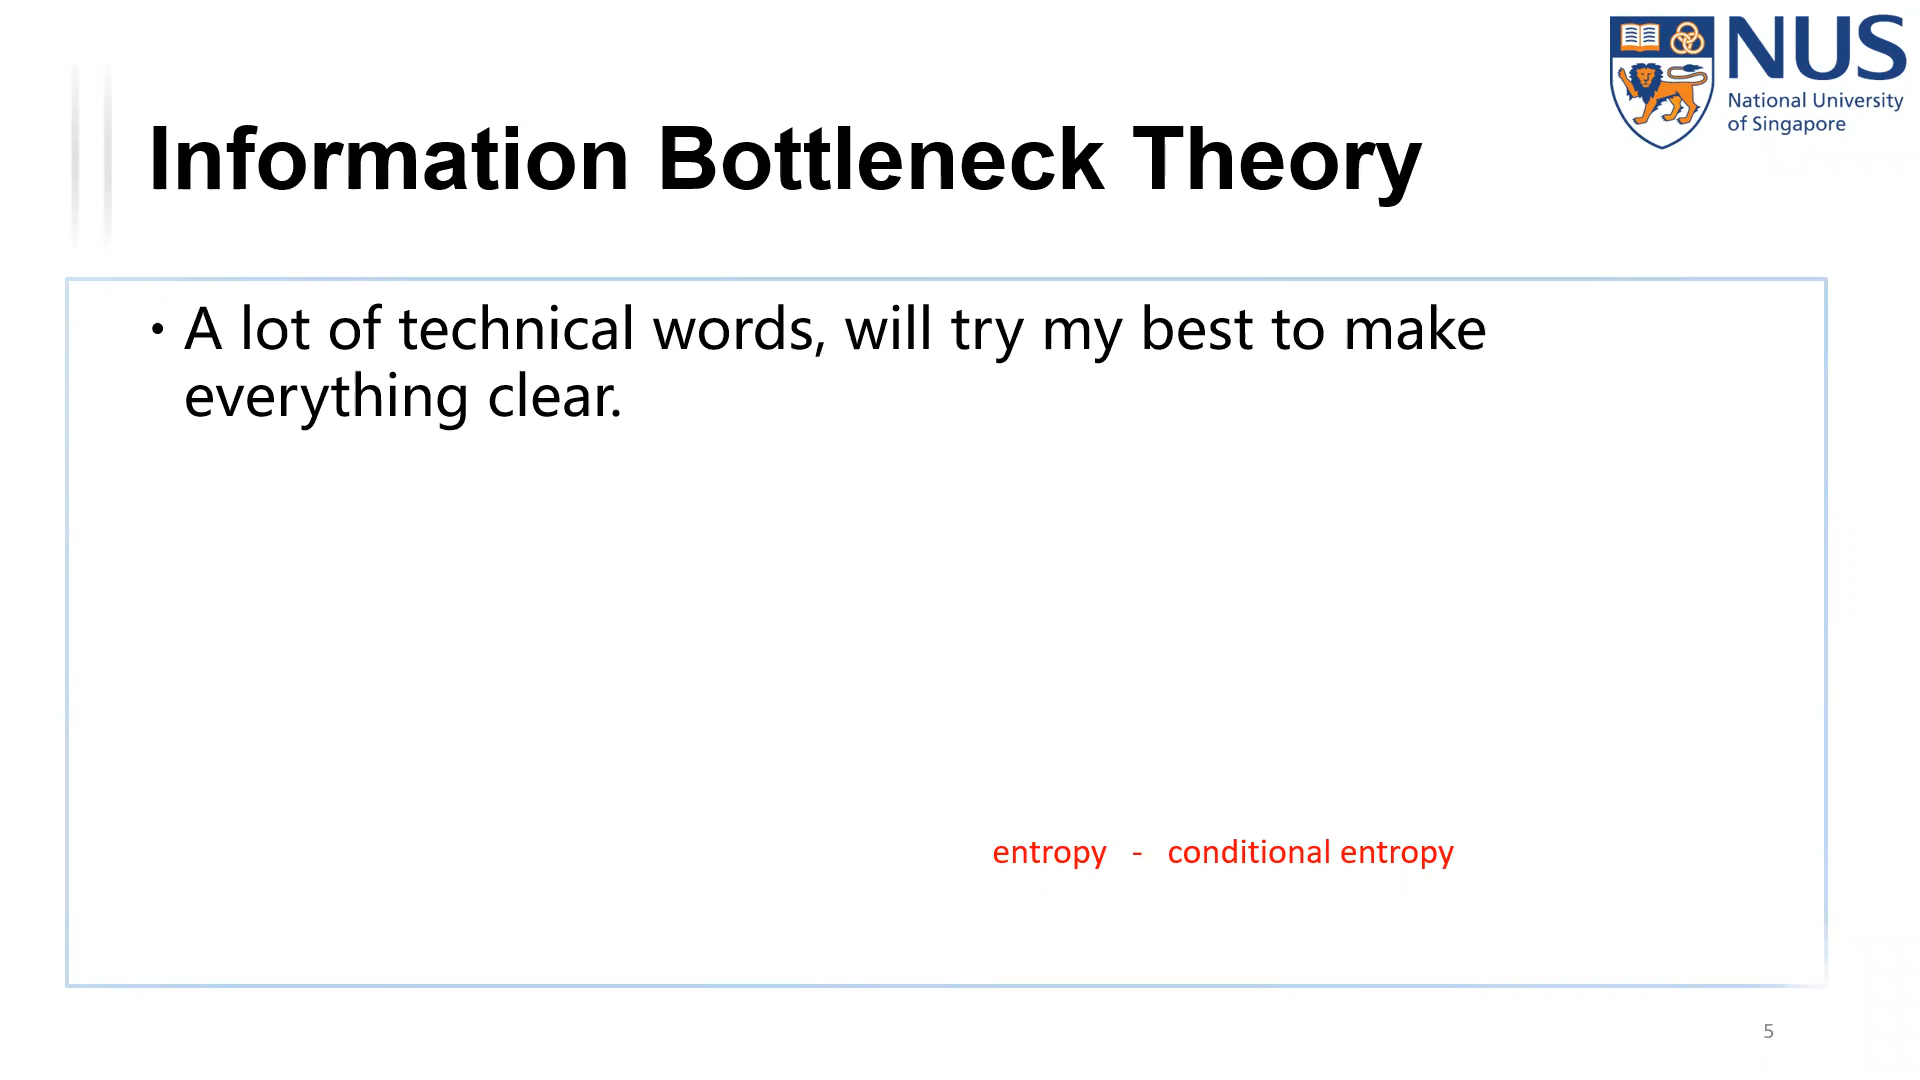 NUS
National University
of Singapore
Information Bottleneck Theory
• A lot of technical words, will try my best to make
everything clear.
entropy - conditional entropy
5